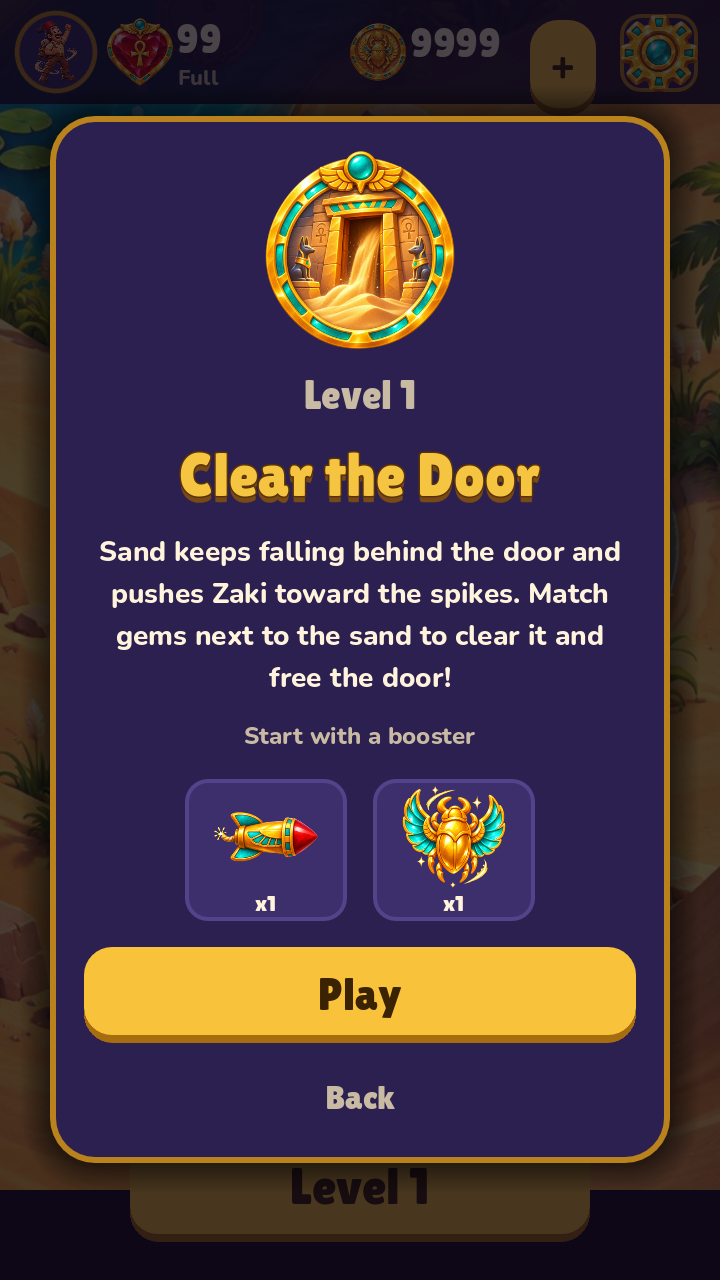 99
Full
9999
+
Level 1
Clear the Door
Sand keeps falling behind the door and
pushes Zaki toward the spikes. Match
gems next to the sand to clear it and
free the door!
Start with a booster
x1
x1
Play
Back
Level 1